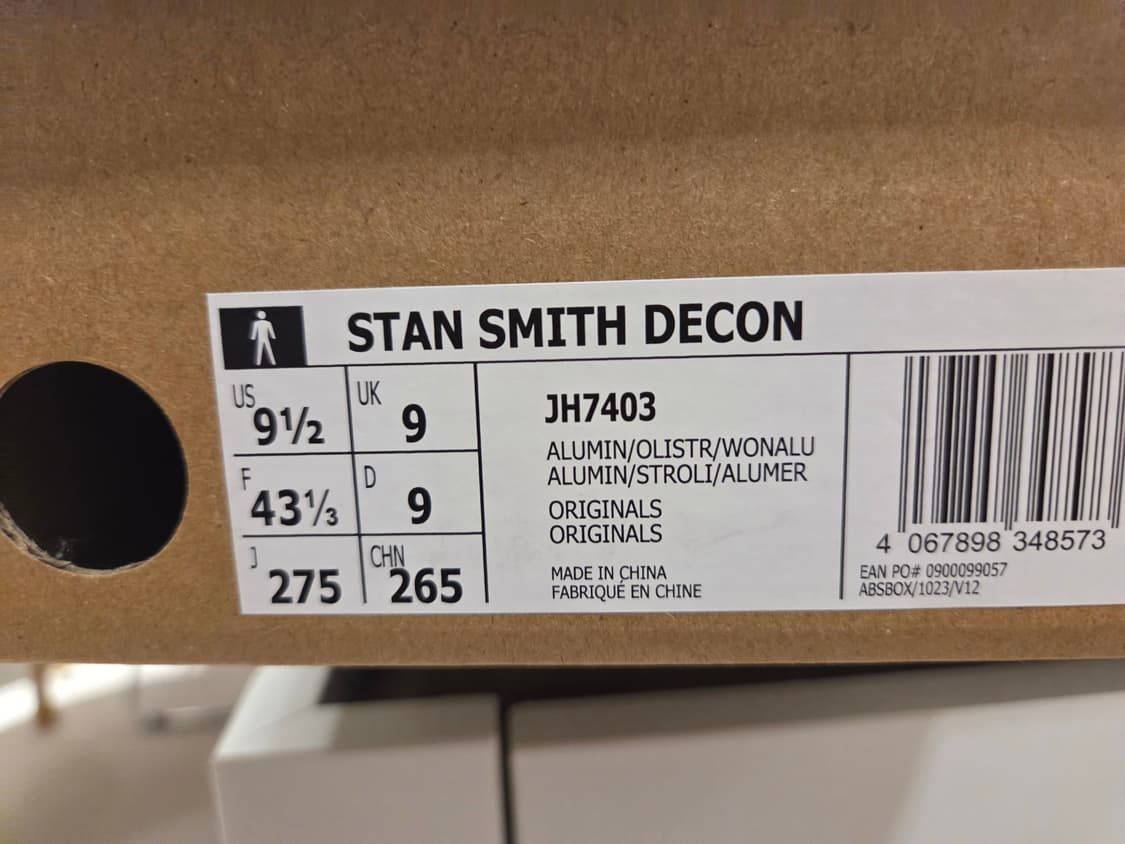 STAN SMITH DECON
US 9½ UK 9
F 43⅓ D 9
J 275 CHN 265
JH7403
ALUMIN/OLISTR/WONALU
ALUMIN/STROLI/ALUMER
ORIGINALS
ORIGINALS
MADE IN CHINA
FABRIQUÉ EN CHINE
4 067898 348573
EAN PO# 0900099057
ABSBOX/1023/V12